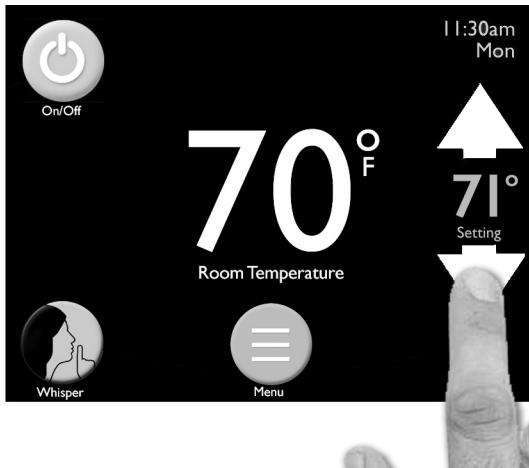 11:30am
Mon
On/Off
70°
F
71°
Setting
Room Temperature
Whisper
Menu